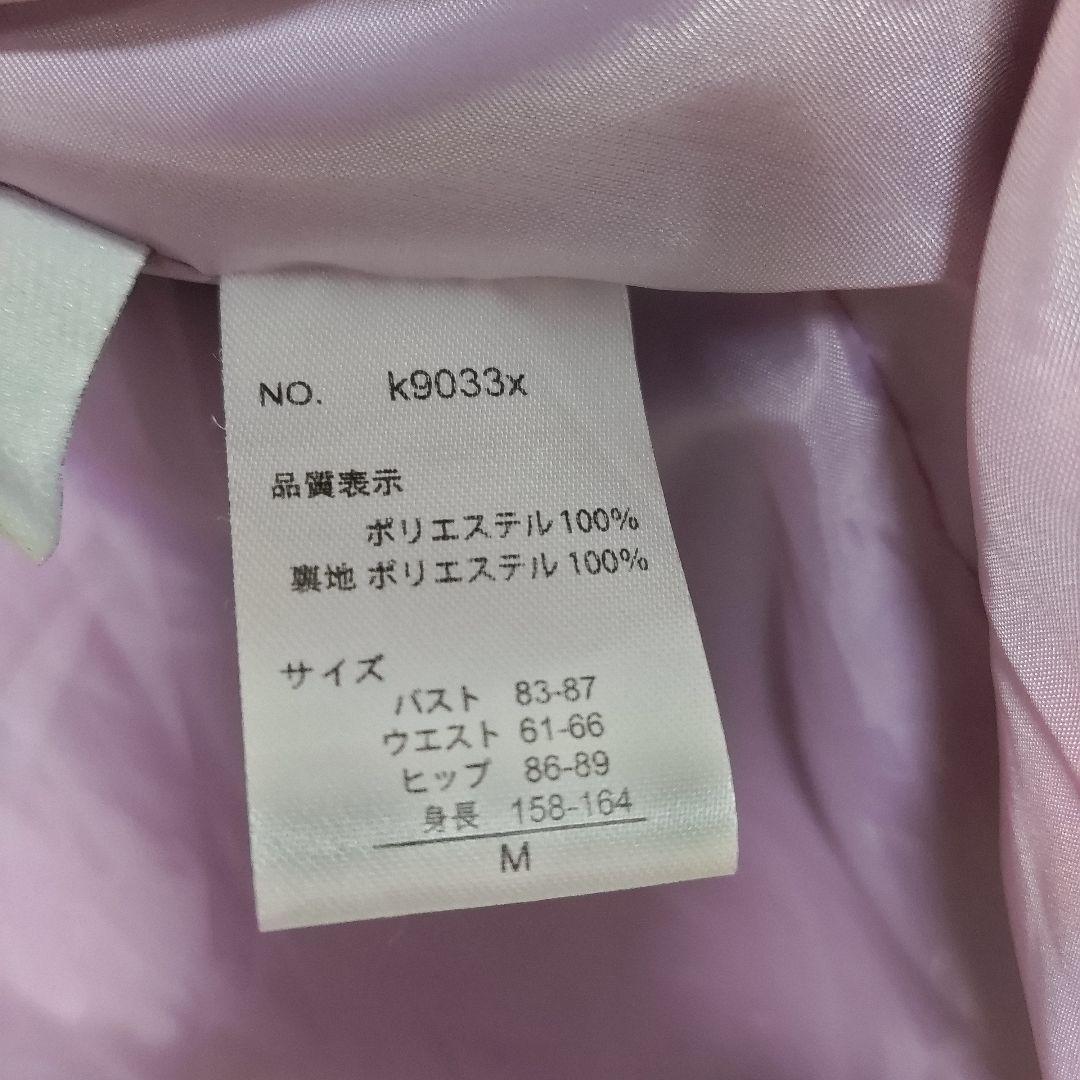 NO. k9033x
品質表示
ポリエステル100%
裏地 ポリエステル100%
サイズ
バスト 83-87
ウエスト 61-66
ヒップ 86-89
身長 158-164
M